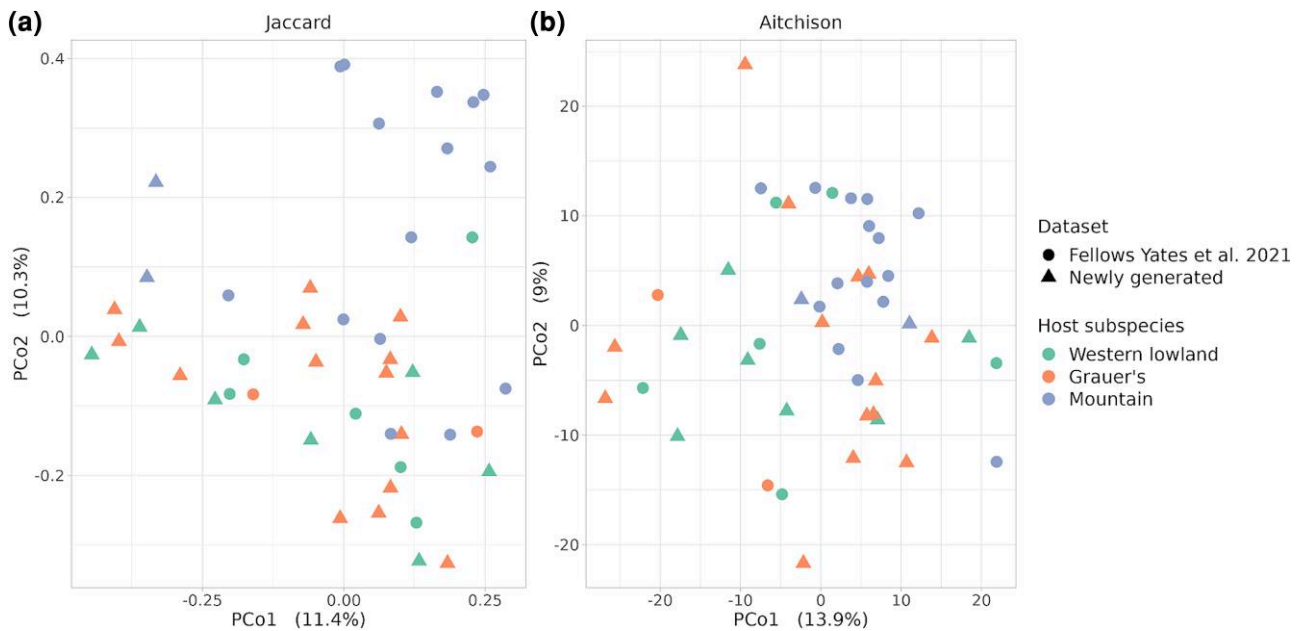 (a)
Jaccard
0.4
0.2
0.0
-0.2
PCo2 (10.3%)
-0.25
0.00
0.25
PCo1 (11.4%)
(b)
Aitchison
20
10
0
-10
-20
PCo2 (9%)
-20
-10
0
10
20
PCo1 (13.9%)
Dataset
Fellows Yates et al. 2021
Newly generated
Host subspecies
Western lowland
Grauer's
Mountain